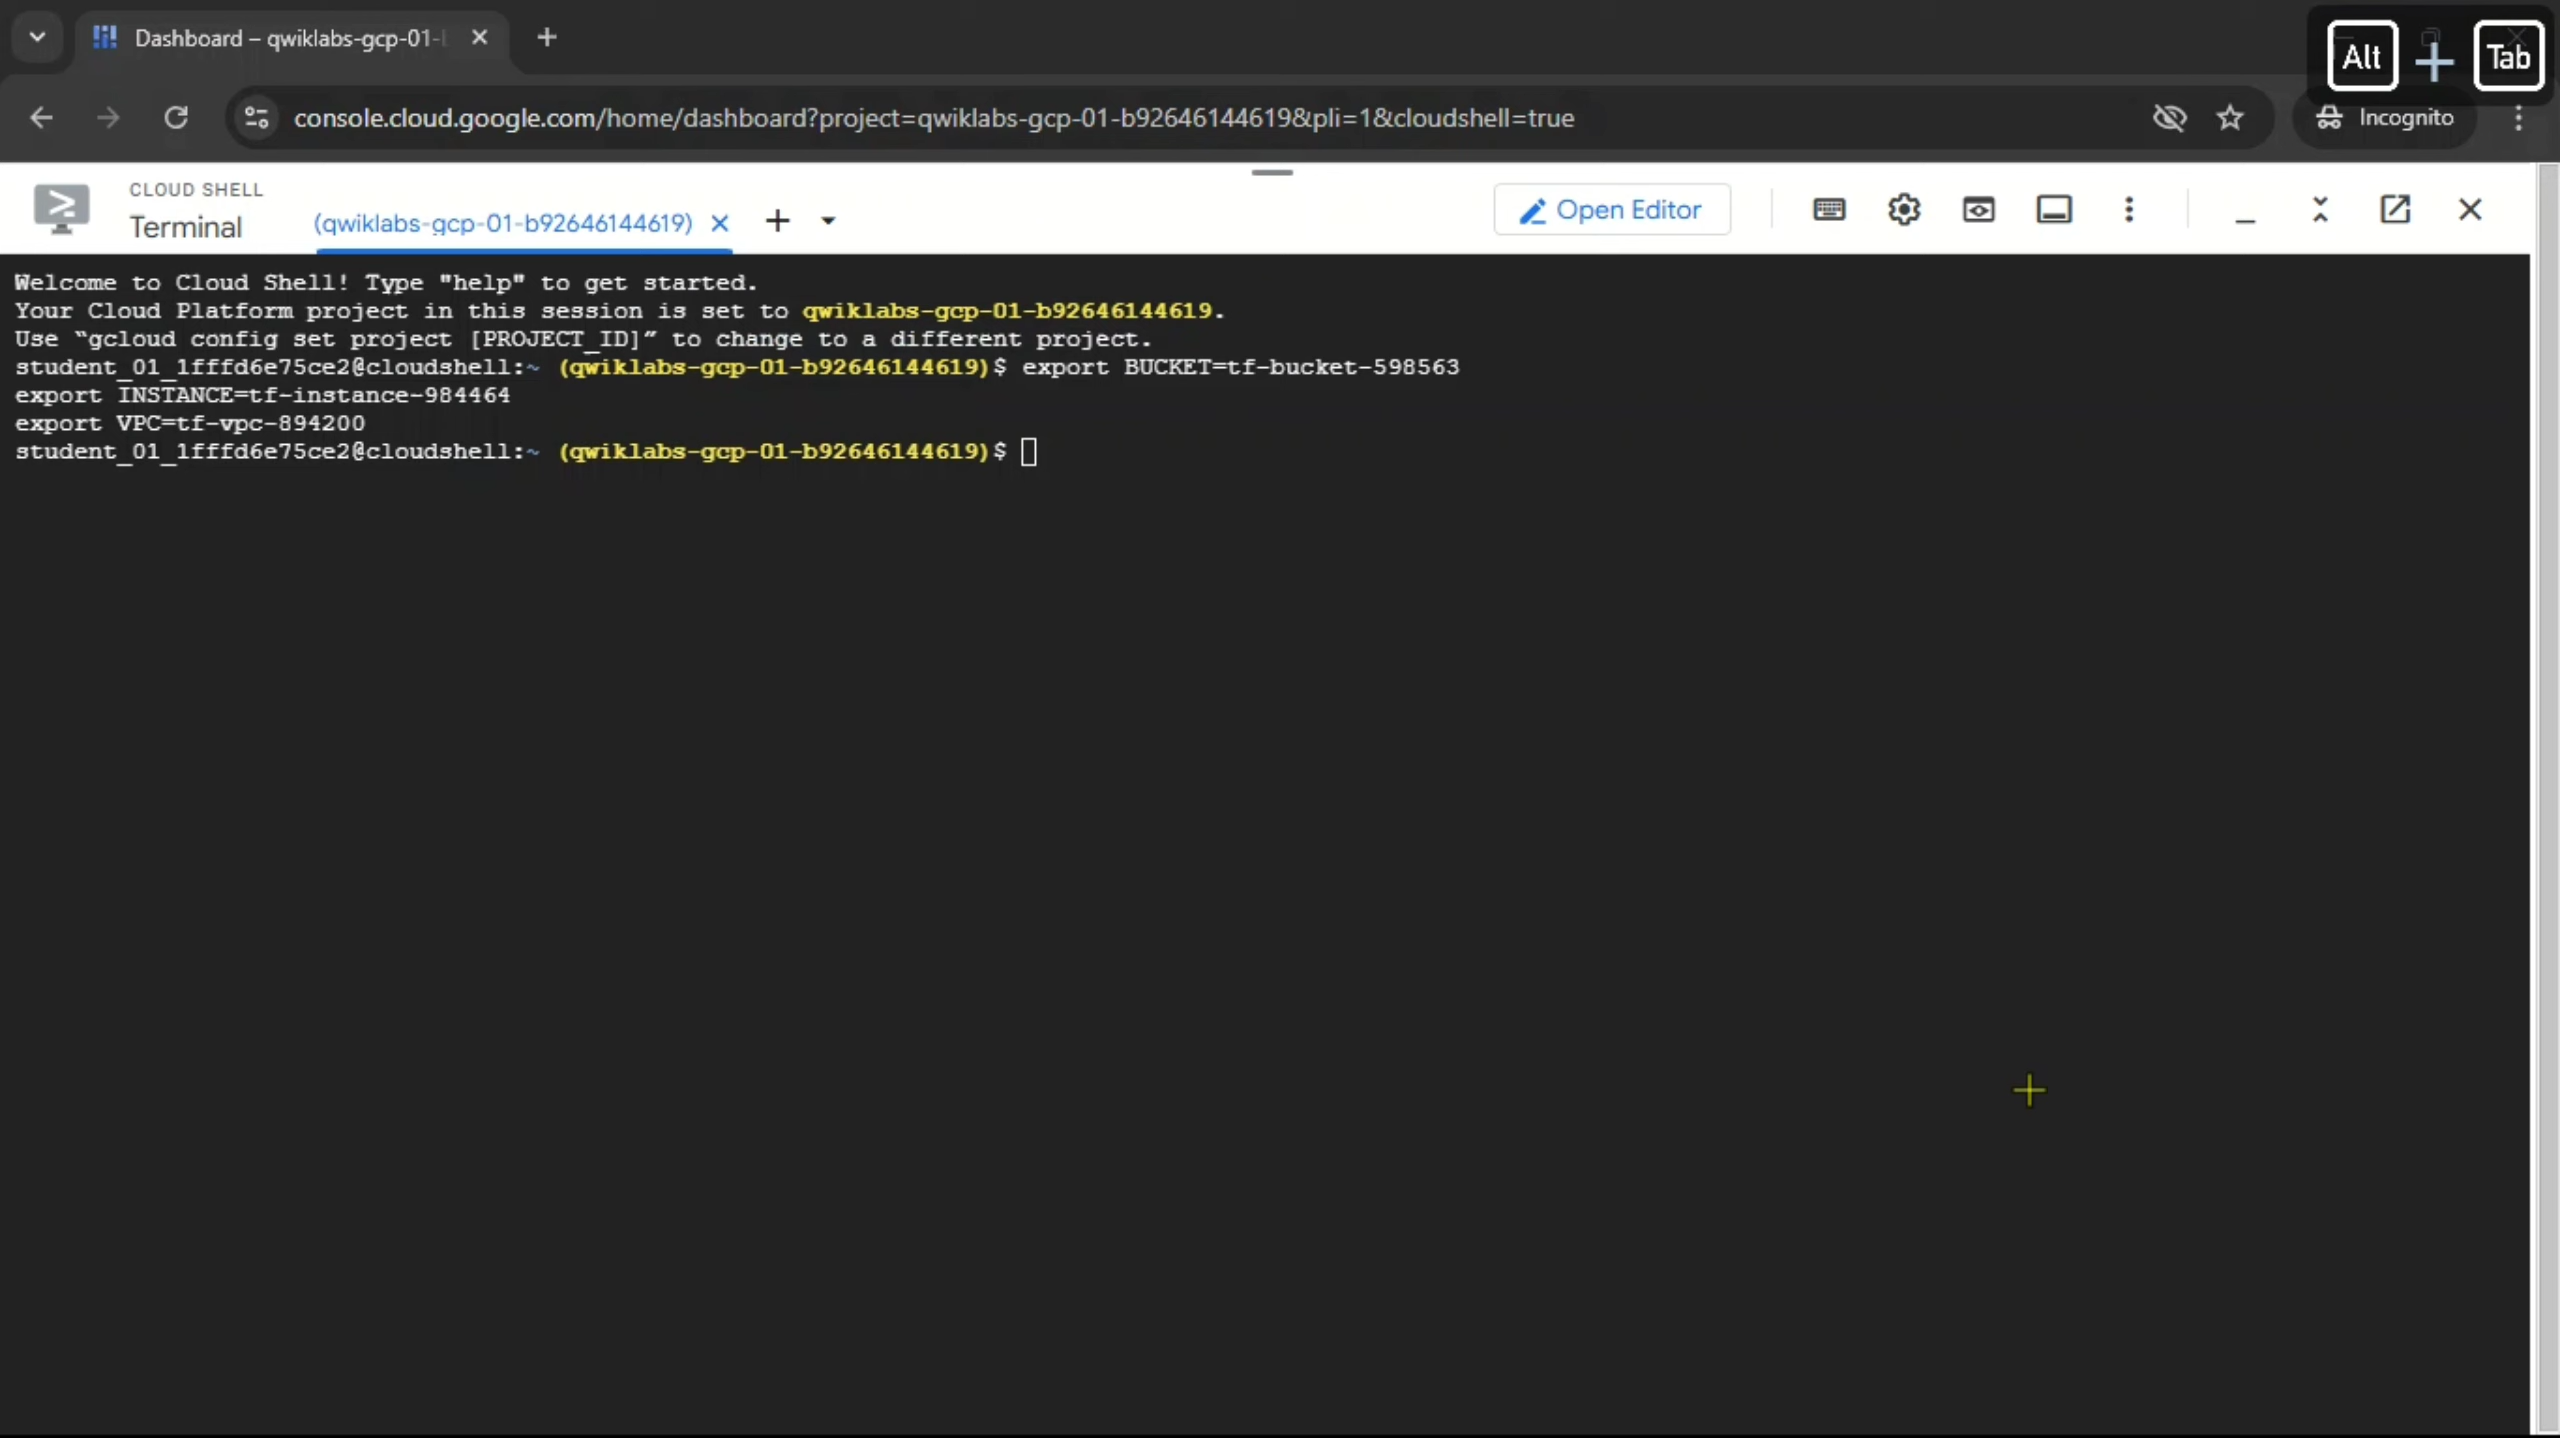 Dashboard – qwiklabs-gcp-01-
Alt + Tab
console.cloud.google.com/home/dashboard?project=qwiklabs-gcp-01-b92646144619&pli=1&cloudshell=true
Incognito
CLOUD SHELL
Terminal
(qwiklabs-gcp-01-b92646144619)
Open Editor
Welcome to Cloud Shell! Type "help" to get started.
Your Cloud Platform project in this session is set to qwiklabs-gcp-01-b92646144619.
Use “gcloud config set project [PROJECT_ID]” to change to a different project.
student_01_1fffd6e75ce2@cloudshell:~ (qwiklabs-gcp-01-b92646144619)$ export BUCKET=tf-bucket-598563
export INSTANCE=tf-instance-984464
export VPC=tf-vpc-894200
student_01_1fffd6e75ce2@cloudshell:~ (qwiklabs-gcp-01-b92646144619)$